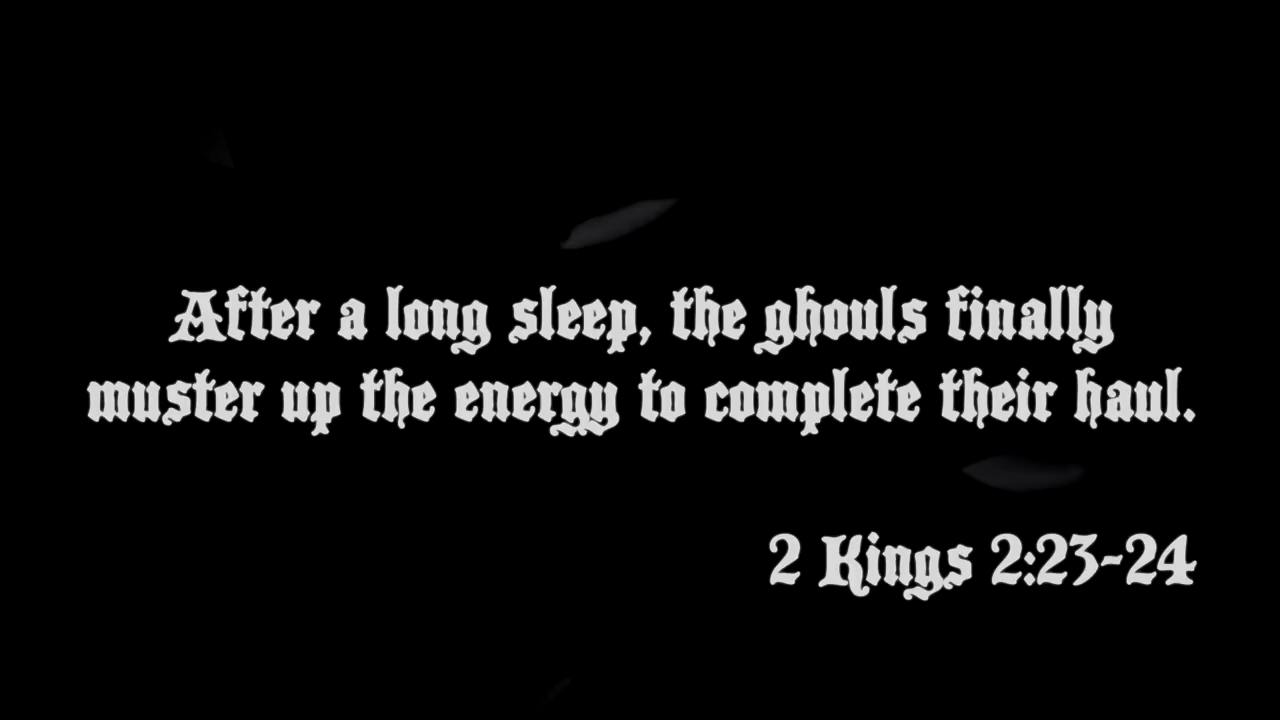 After a long sleep, the ghouls finally
muster up the energy to complete their haul.
2 Kings 2:23-24